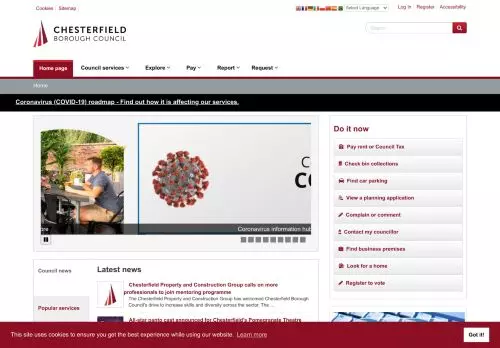 Cookies Sitemap
Select Language
Log In Register Accessibility
CHESTERFIELD
BOROUGH COUNCIL
Search
Home page Council services Explore Pay Report Request
Home
Coronavirus (COVID-19) roadmap - Find out how it is affecting our services.
ore
Coronavirus information hub
Do it now
Pay rent or Council Tax
Check bin collections
Find car parking
View a planning application
Complain or comment
Contact my councillor
Find business premises
Look for a home
Register to vote
Council news
Popular services
Latest news
Chesterfield Property and Construction Group calls on more
professionals to join mentoring programme
The Chesterfield Property and Construction Group has welcomed Chesterfield Borough
Council's drive to increase skills and diversity across the sector. The ...
All-star panto cast announced for Chesterfield's Pomegranate Theatre
This site uses cookies to ensure you get the best experience while using our website. Learn more
Got it!